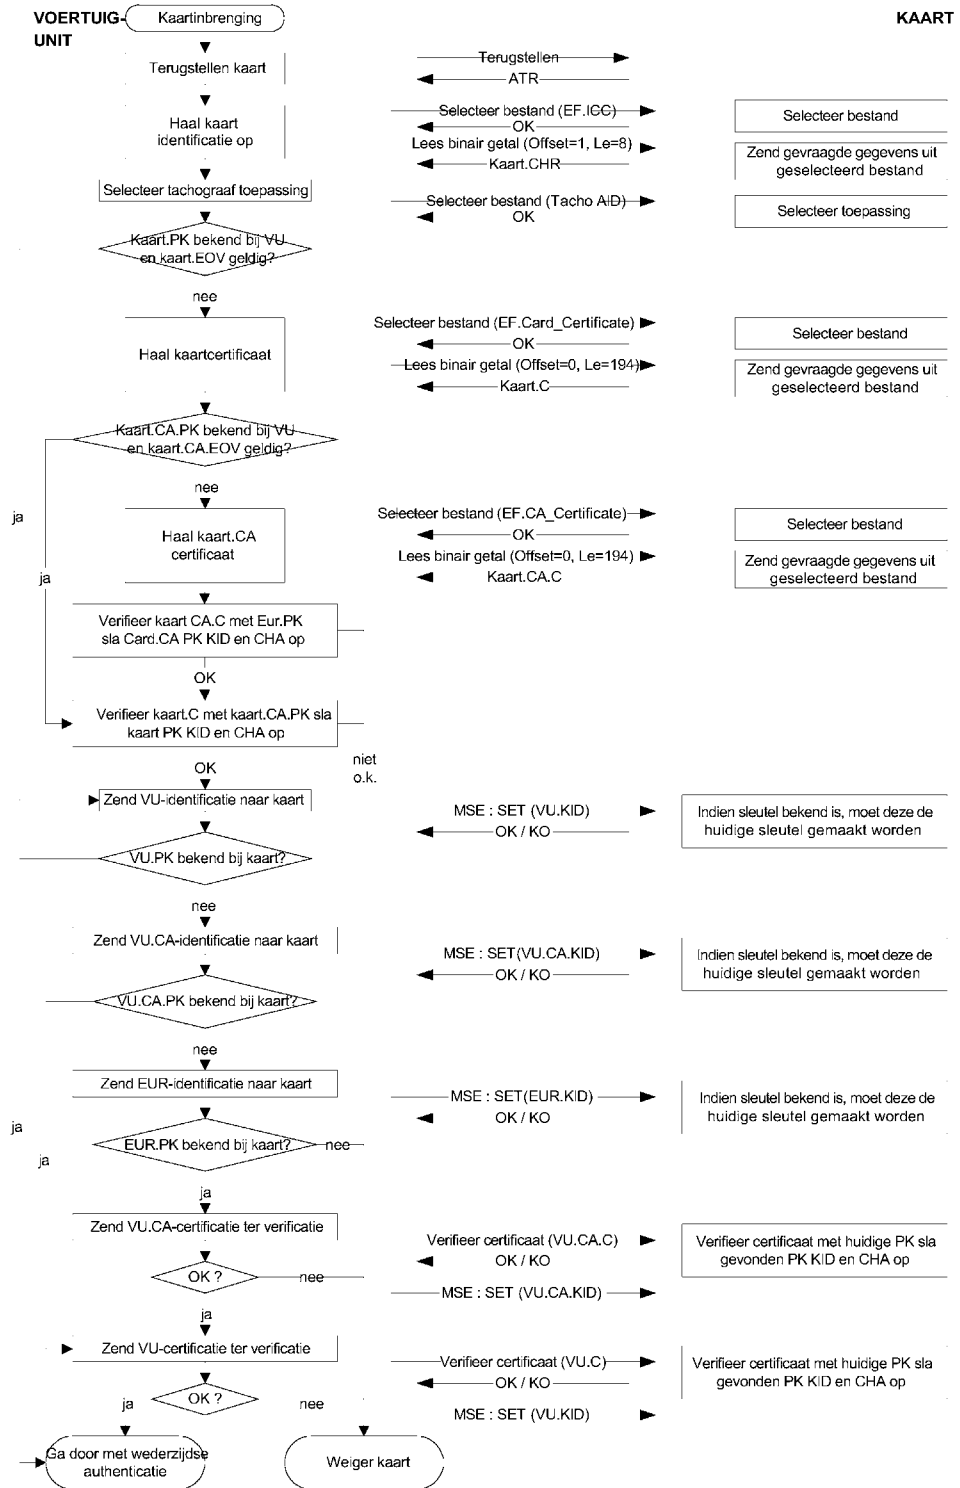 VOERTUIG-
UNIT
Kaartinbrenging
KAART
Terugstellen kaart
Terugstellen
ATR
Haal kaart
identificatie op
Selecteer bestand (EF.ICC)
OK
Selecteer bestand
Lees binair getal (Offset=1, Le=8)
Kaart.CHR
Zend gevraagde gegevens uit
geselecteerd bestand
Selecteer tachograaf toepassing
Selecteer bestand (Tacho AID)
OK
Selecteer toepassing
Kaart.PK bekend bij VU
en kaart.EOV geldig?
nee
Haal kaartcertificaat
Selecteer bestand (EF.Card_Certificate)
OK
Selecteer bestand
Lees binair getal (Offset=0, Le=194)
Kaart.C
Zend gevraagde gegevens uit
geselecteerd bestand
Kaart.CA.PK bekend bij VU
en kaart.CA.EOV geldig?
nee
ja
Haal kaart.CA
certificaat
Selecteer bestand (EF.CA_Certificate)
OK
Selecteer bestand
Lees binair getal (Offset=0, Le=194)
Kaart.CA.C
Zend gevraagde gegevens uit
geselecteerd bestand
ja
Verifieer kaart CA.C met Eur.PK
sla Card.CA PK KID en CHA op
OK
Verifieer kaart.C met kaart.CA.PK sla
kaart PK KID en CHA op
niet
o.k.
OK
Zend VU-identificatie naar kaart
MSE : SET (VU.KID)
OK / KO
Indien sleutel bekend is, moet deze de
huidige sleutel gemaakt worden
VU.PK bekend bij kaart?
nee
Zend VU.CA-identificatie naar kaart
MSE : SET(VU.CA.KID)
OK / KO
Indien sleutel bekend is, moet deze de
huidige sleutel gemaakt worden
VU.CA.PK bekend bij kaart?
nee
Zend EUR-identificatie naar kaart
MSE : SET(EUR.KID)
OK / KO
Indien sleutel bekend is, moet deze de
huidige sleutel gemaakt worden
ja
EUR.PK bekend bij kaart?
nee
ja
ja
Zend VU.CA-certificatie ter verificatie
Verifieer certificaat (VU.CA.C)
OK / KO
Verifieer certificaat met huidige PK sla
gevonden PK KID en CHA op
OK ?
nee
MSE : SET (VU.CA.KID)
ja
Zend VU-certificatie ter verificatie
Verifieer certificaat (VU.C)
OK / KO
Verifieer certificaat met huidige PK sla
gevonden PK KID en CHA op
OK ?
ja
nee
MSE : SET (VU.KID)
Ga door met wederzijdse
authenticatie
Weiger kaart